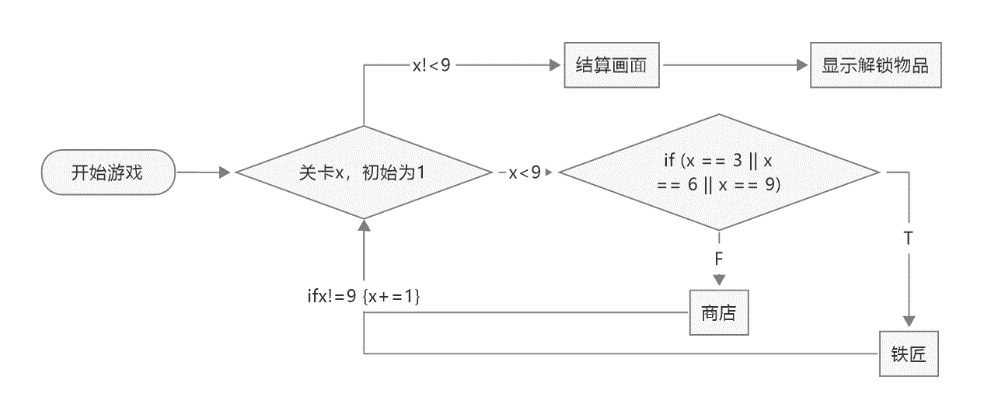 x!<9
结算画面
显示解锁物品
开始游戏
关卡x，初始为1
x<9
if (x == 3 || x
== 6 || x == 9)
T
F
ifx!=9 {x+=1}
商店
铁匠